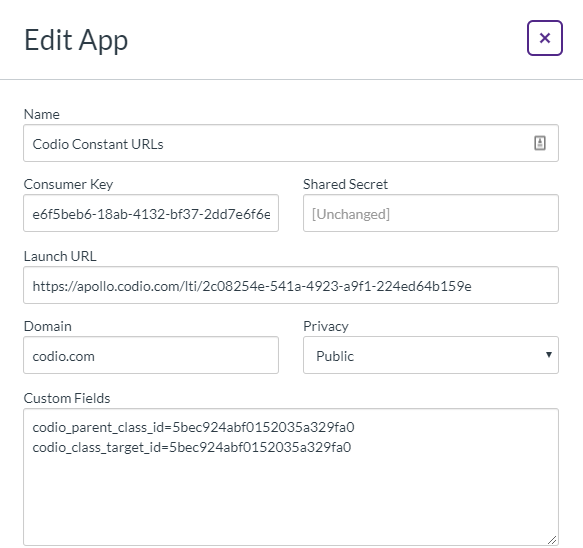 Edit App
Name
Codio Constant URLs
Consumer Key
Shared Secret
e6f5beb6-18ab-4132-bf37-2dd7e6f6e
[Unchanged]
Launch URL
https://apollo.codio.com/lti/2c08254e-541a-4923-a9f1-224ed64b159e
Domain
Privacy
codio.com
Public
Custom Fields
codio_parent_class_id=5bec924abf0152035a329fa0
codio_class_target_id=5bec924abf0152035a329fa0